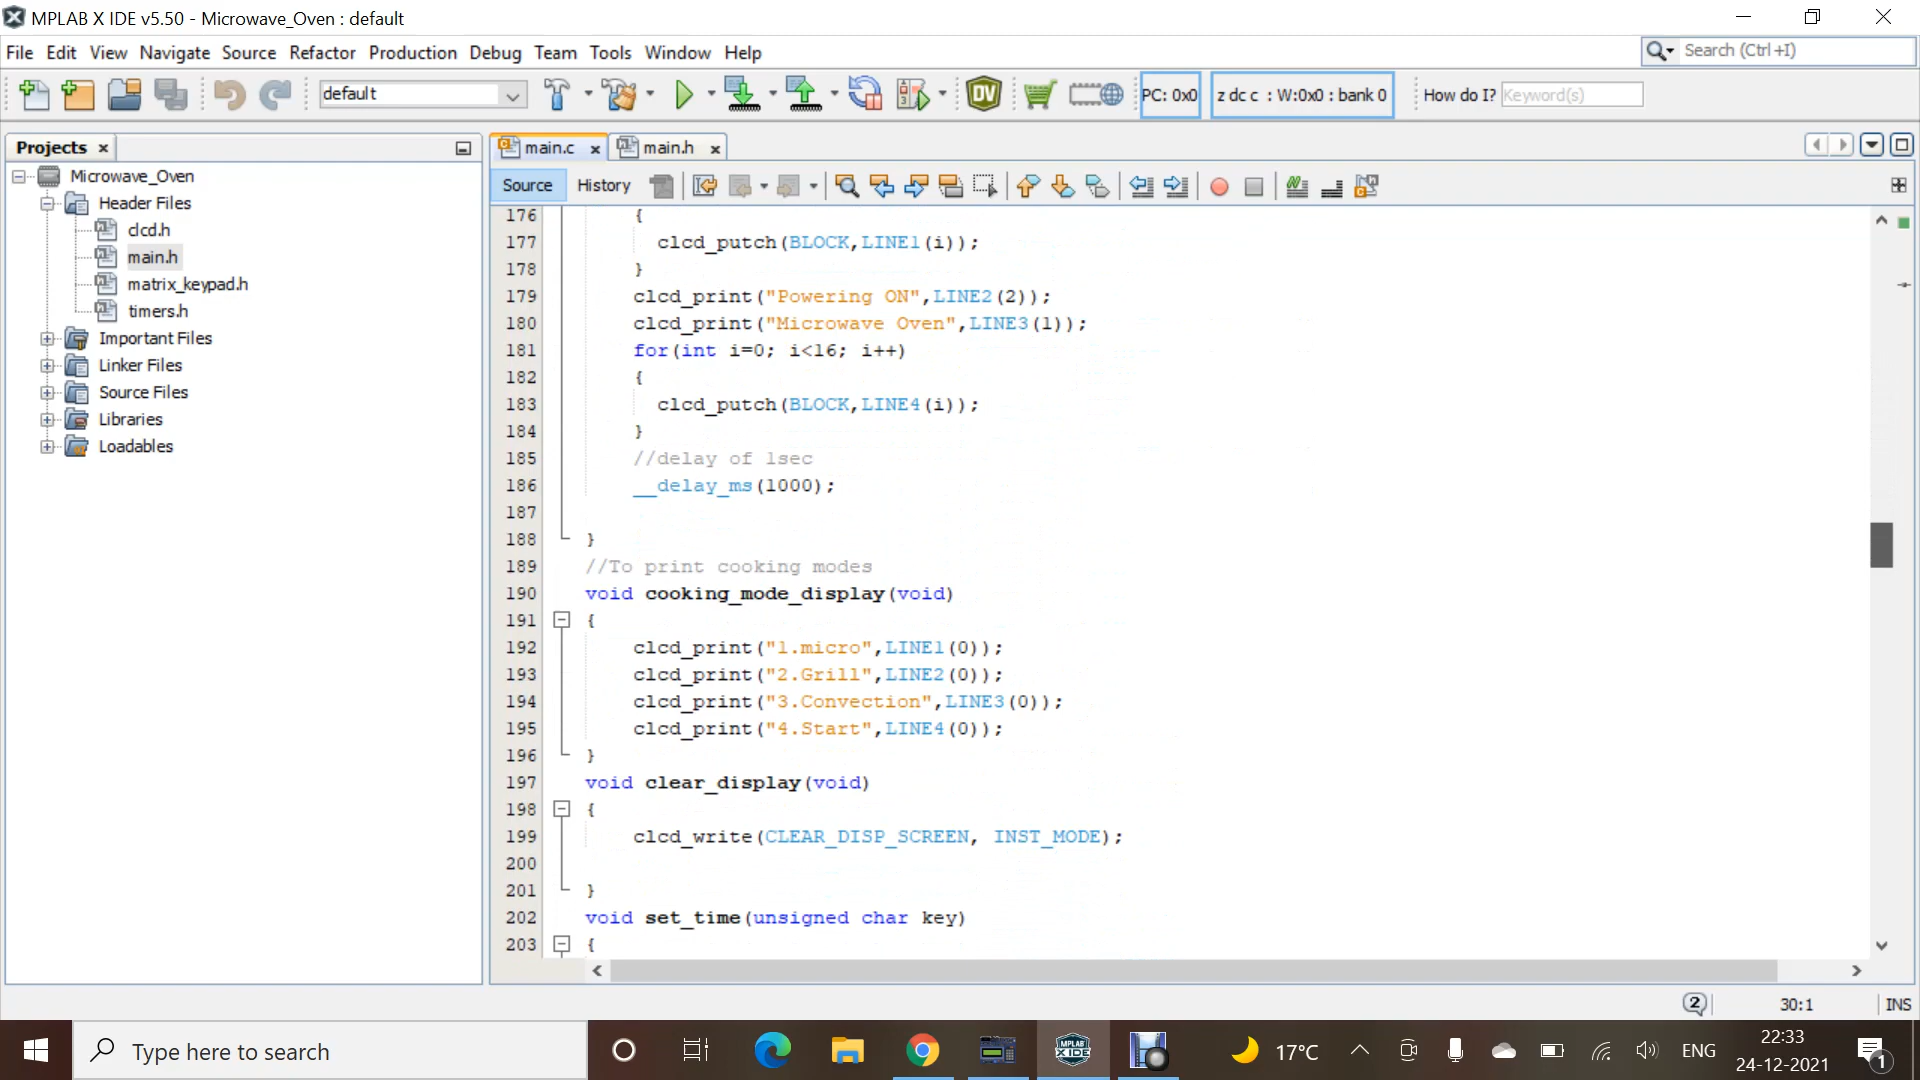 MPLAB X IDE v5.50 - Microwave_Oven : default
File Edit View Navigate Source Refactor Production Debug Team Tools Window Help
Search (Ctrl+I)
default
DV
PC: 0x0
z dc c : W:0x0 : bank 0
How do I?
Keyword(s)
Projects
main.c
main.h
Source
History
Microwave_Oven
Header Files
clcd.h
main.h
matrix_keypad.h
timers.h
Important Files
Linker Files
Source Files
Libraries
Loadables
176 {
177 clcd_putch(BLOCK,LINE1(i));
178 }
179 clcd_print("Powering ON",LINE2(2));
180 clcd_print("Microwave Oven",LINE3(1));
181 for(int i=0; i<16; i++)
182 {
183 clcd_putch(BLOCK,LINE4(i));
184 }
185 //delay of 1sec
186 __delay_ms(1000);
187
188 }
189 //To print cooking modes
190 void cooking_mode_display(void)
191 {
192 clcd_print("1.micro",LINE1(0));
193 clcd_print("2.Grill",LINE2(0));
194 clcd_print("3.Convection",LINE3(0));
195 clcd_print("4.Start",LINE4(0));
196 }
197 void clear_display(void)
198 {
199 clcd_write(CLEAR_DISP_SCREEN, INST_MODE);
200
201 }
202 void set_time(unsigned char key)
203 {
2
30:1
INS
Type here to search
MPLAB
X IDE
17°C
ENG
22:33
24-12-2021
1